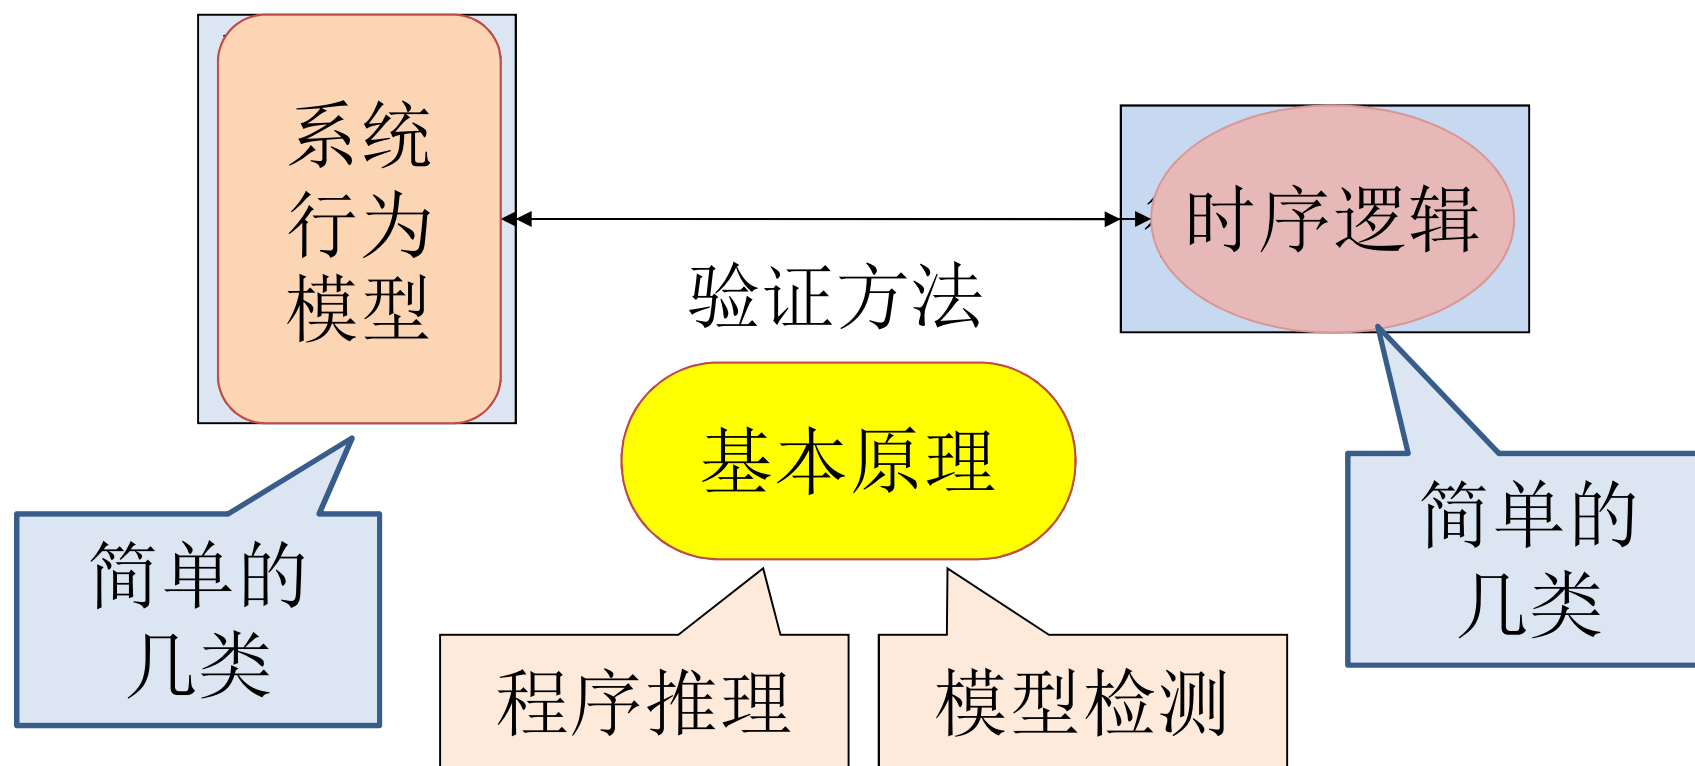 系统
行为
模型
时序逻辑
验证方法
基本原理
简单的
几类
简单的
几类
程序推理
模型检测